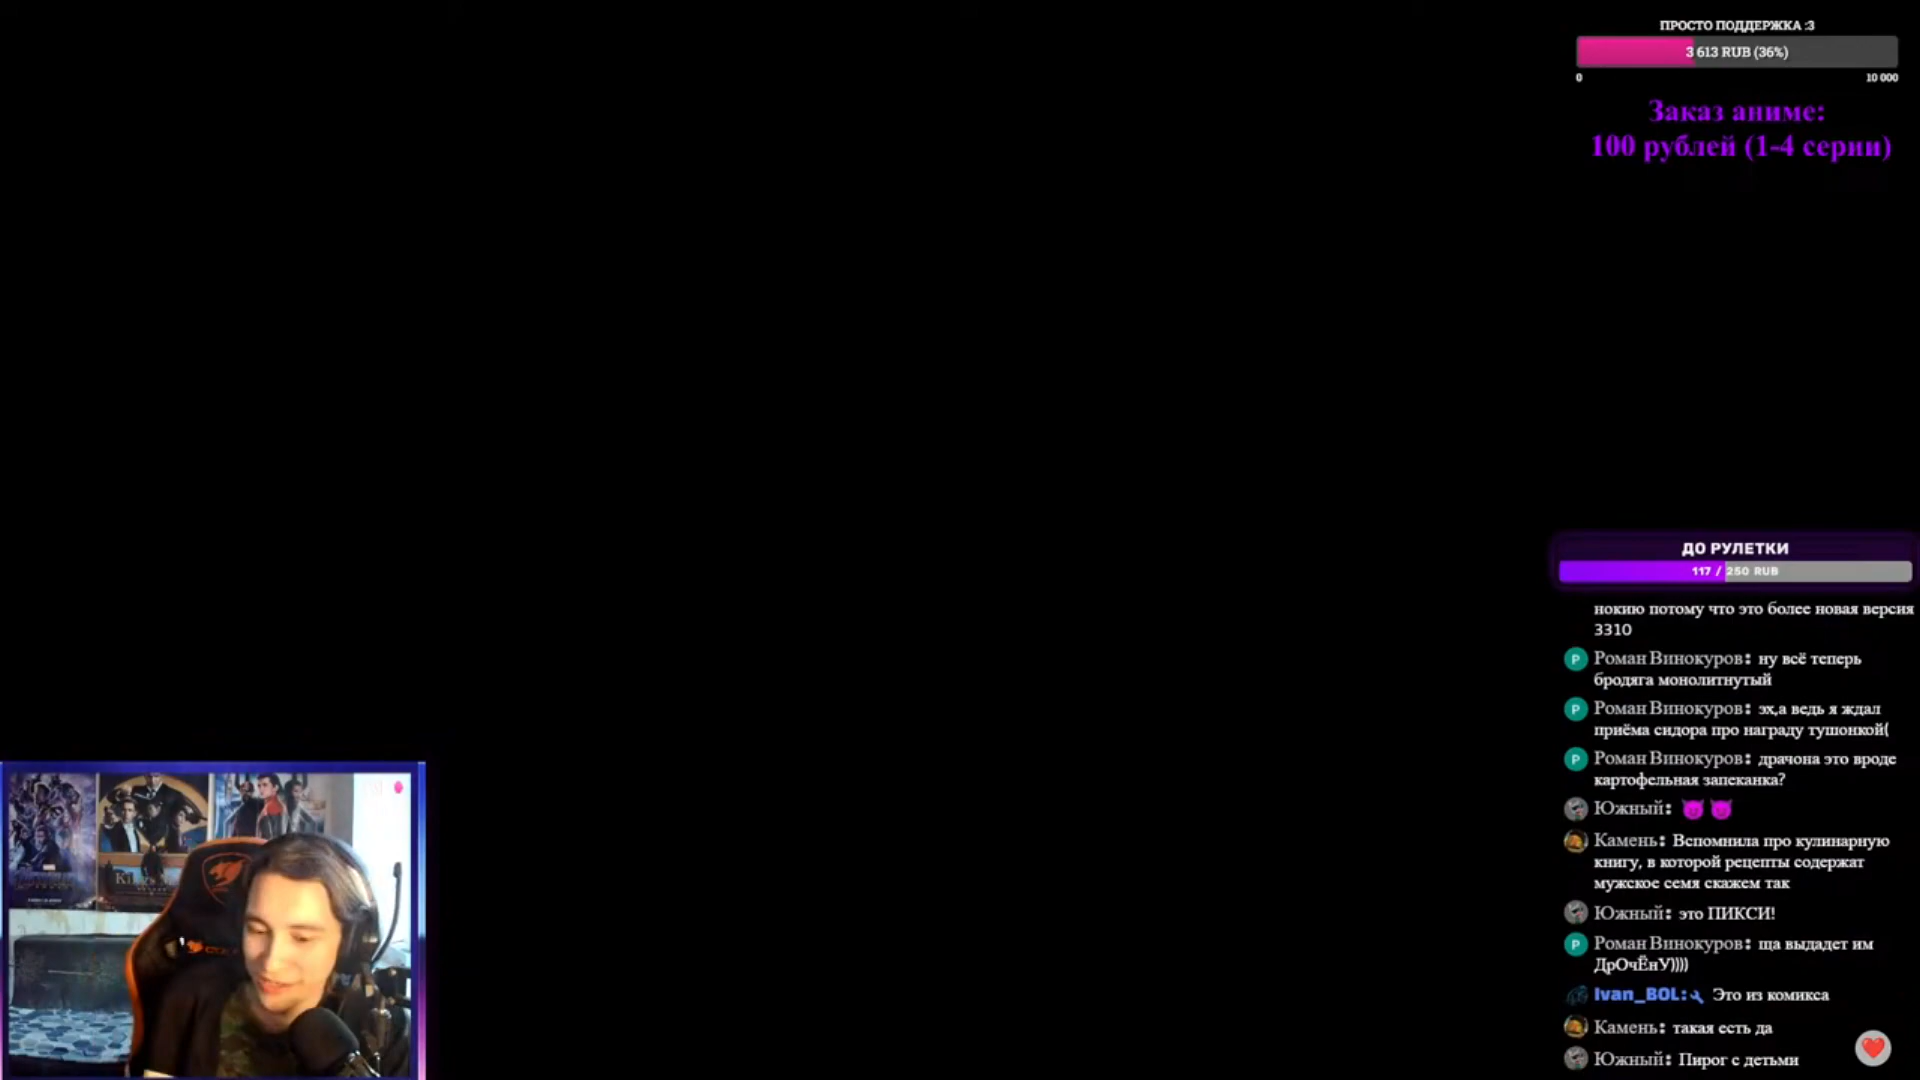 ПРОСТО ПОДДЕРЖКА :3
3 613 RUB (36%)
0
10 000
Заказ аниме:
100 рублей (1-4 серии)
ДО РУЛЕТКИ
117 / 250 RUB
нокию потому что это более новая версия
3310
Р Роман Винокуров: ну всё теперь
бродяга монолитнутый
Р Роман Винокуров: эх,а ведь я ждал
приёма сидора про награду тушонкой(
Р Роман Винокуров: драчона это вроде
картофельная запеканка?
Южный:
Камень: Вспомнила про кулинарную
книгу, в которой рецепты содержат
мужское семя скажем так
Южный: это ПИКСИ!
Р Роман Винокуров: ща выдадет им
ДрОчЁнУ))))
Ivan_BOL: Это из комикса
Камень: такая есть да
Южный: Пирог с детьми